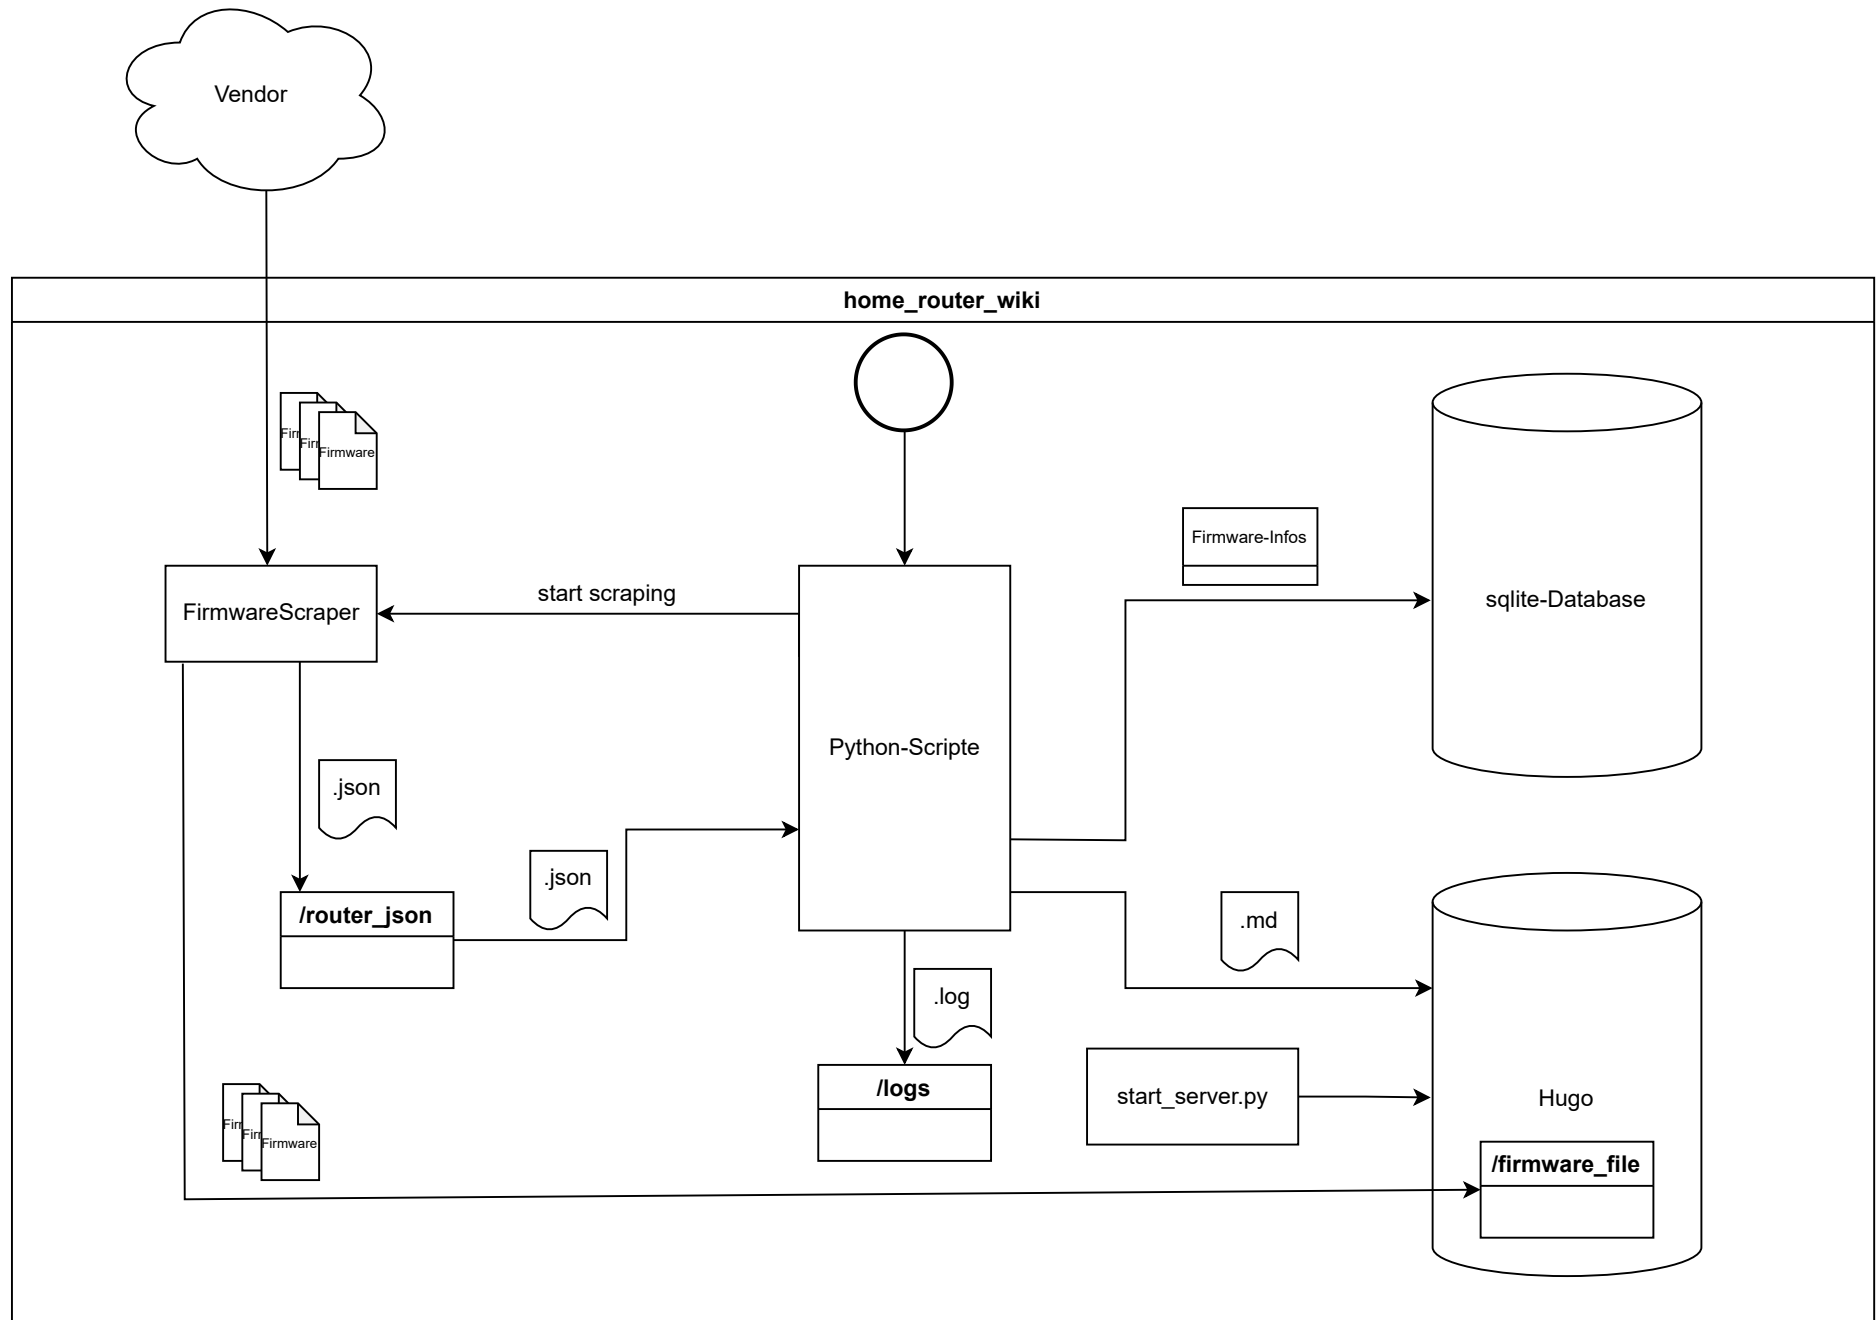 Vendor
home_router_wiki
Firmware
Firmware-Infos
FirmwareScraper
start scraping
sqlite-Database
Python-Scripte
.json
.json
/router_json
.md
.log
/logs
start_server.py
Hugo
Firmware
/firmware_file